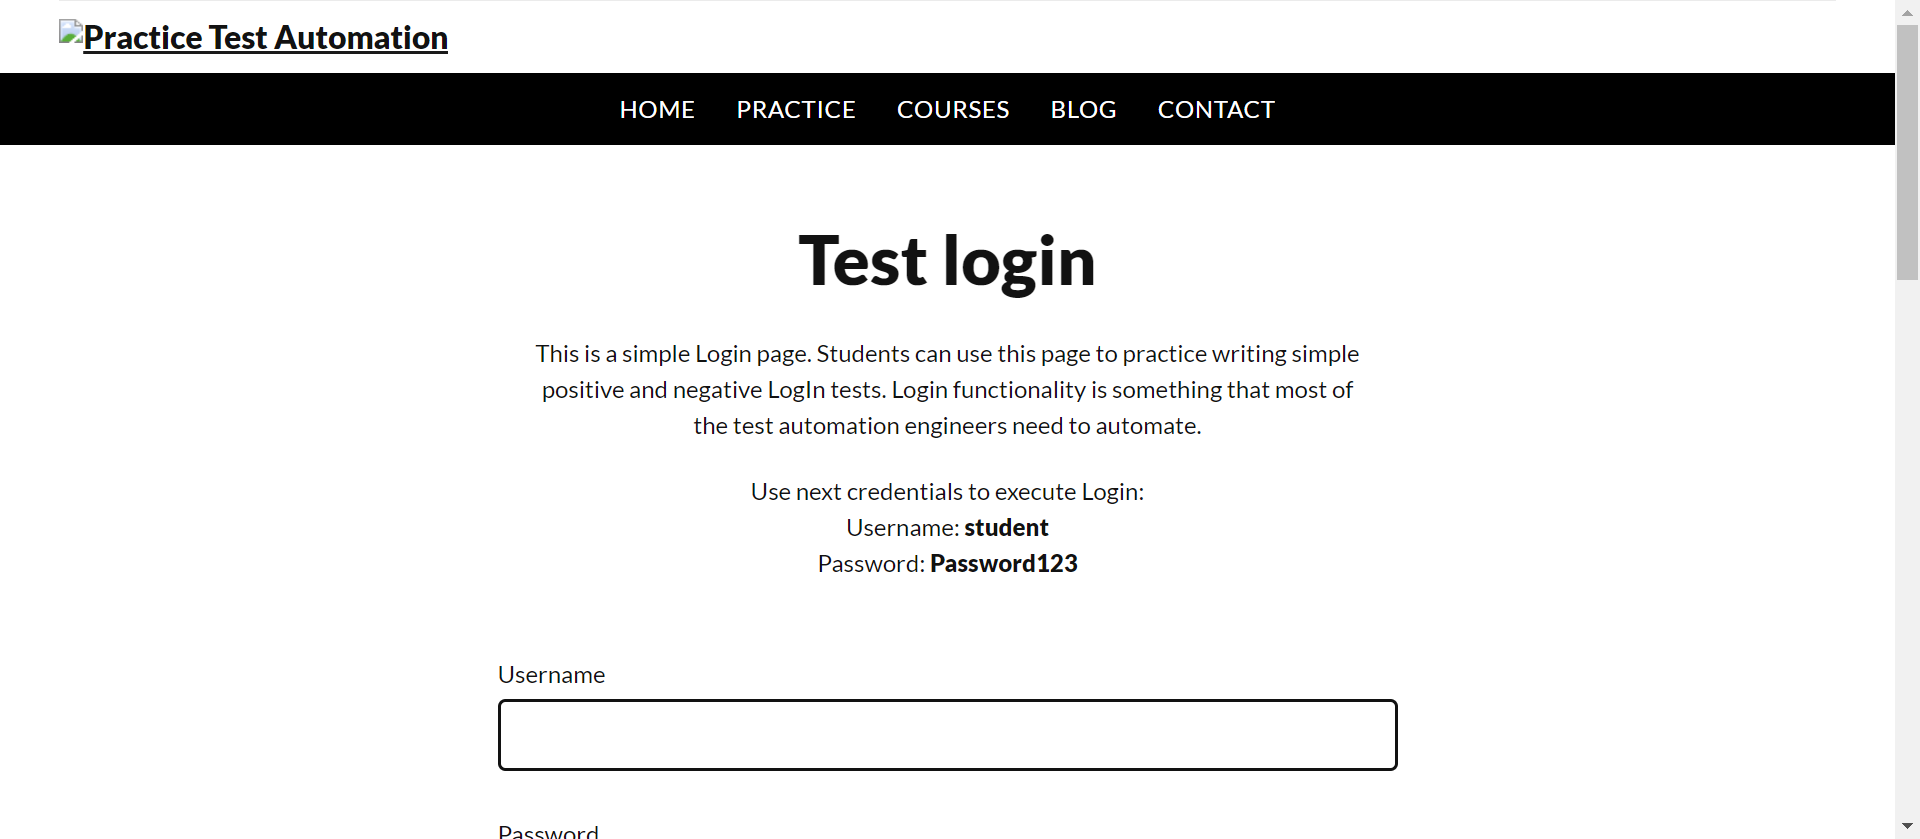 Practice Test Automation
HOME PRACTICE COURSES BLOG CONTACT
Test login
This is a simple Login page. Students can use this page to practice writing simple
positive and negative LogIn tests. Login functionality is something that most of
the test automation engineers need to automate.
Use next credentials to execute Login:
Username: student
Password: Password123
Username
Password